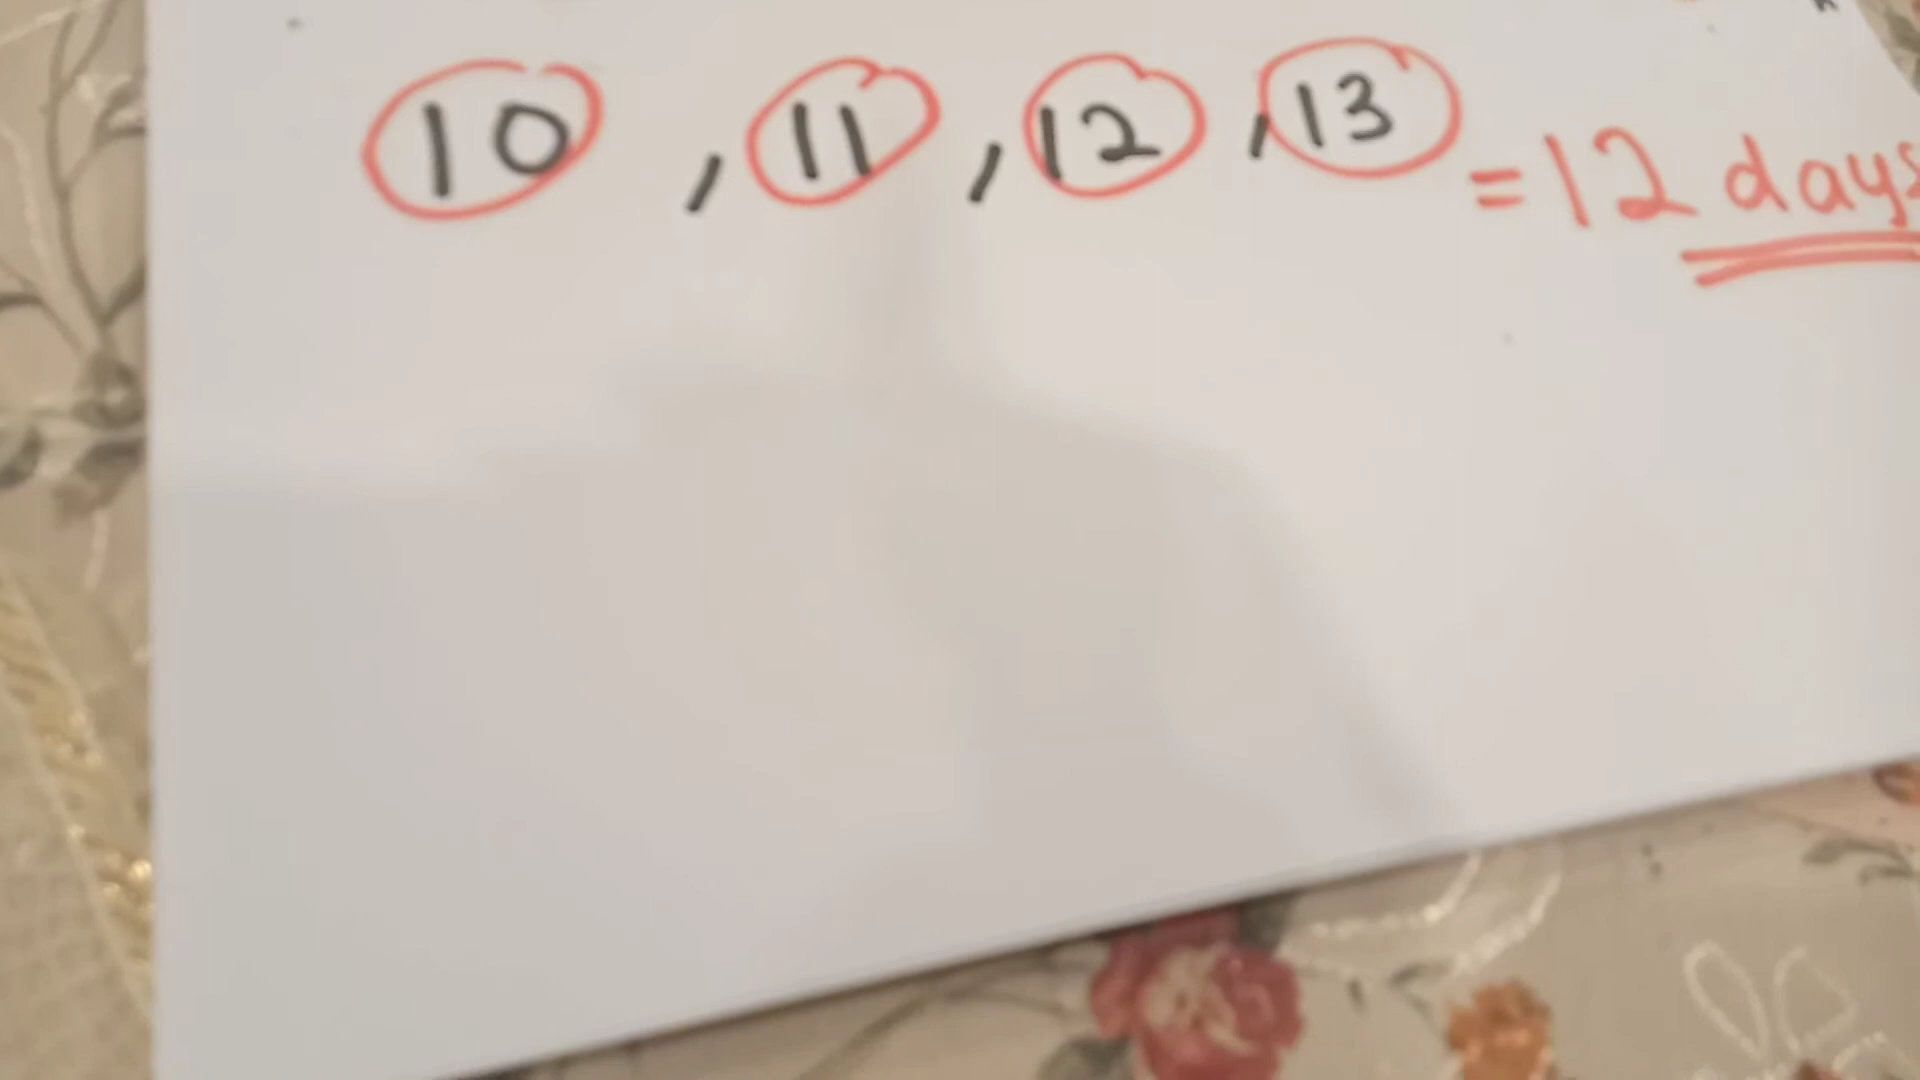 10, 11, 12, 13 = 12 days